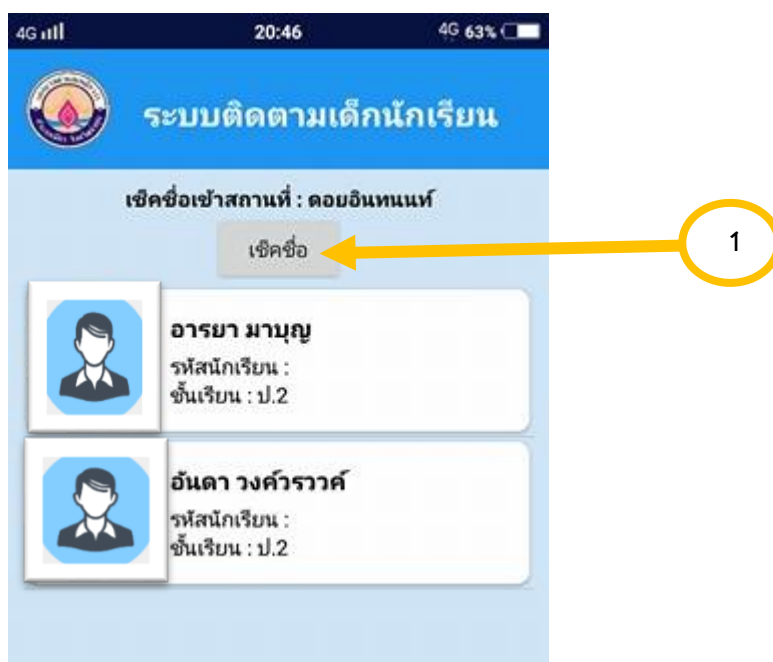 4G 20:46 4G 63%
ระบบติดตามเด็กนักเรียน
เช็คชื่อเข้าสถานที่ : ดอยอินทนนท์
เช็คชื่อ
1
อารยา มาบุญ
รหัสนักเรียน :
ชั้นเรียน : ป.2
อันดา วงค์วรววค์
รหัสนักเรียน :
ชั้นเรียน : ป.2